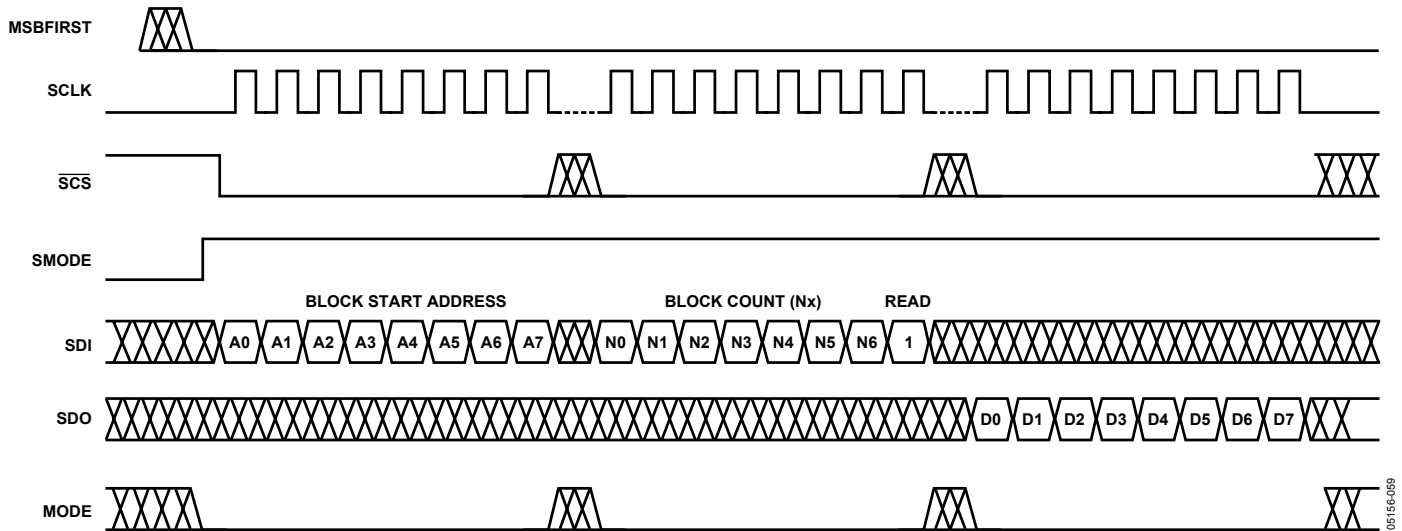 MSBFIRST
SCLK
SCS
SMODE
BLOCK START ADDRESS BLOCK COUNT (Nx) READ
SDI A0 A1 A2 A3 A4 A5 A6 A7 N0 N1 N2 N3 N4 N5 N6 1
SDO D0 D1 D2 D3 D4 D5 D6 D7
MODE
05156-059